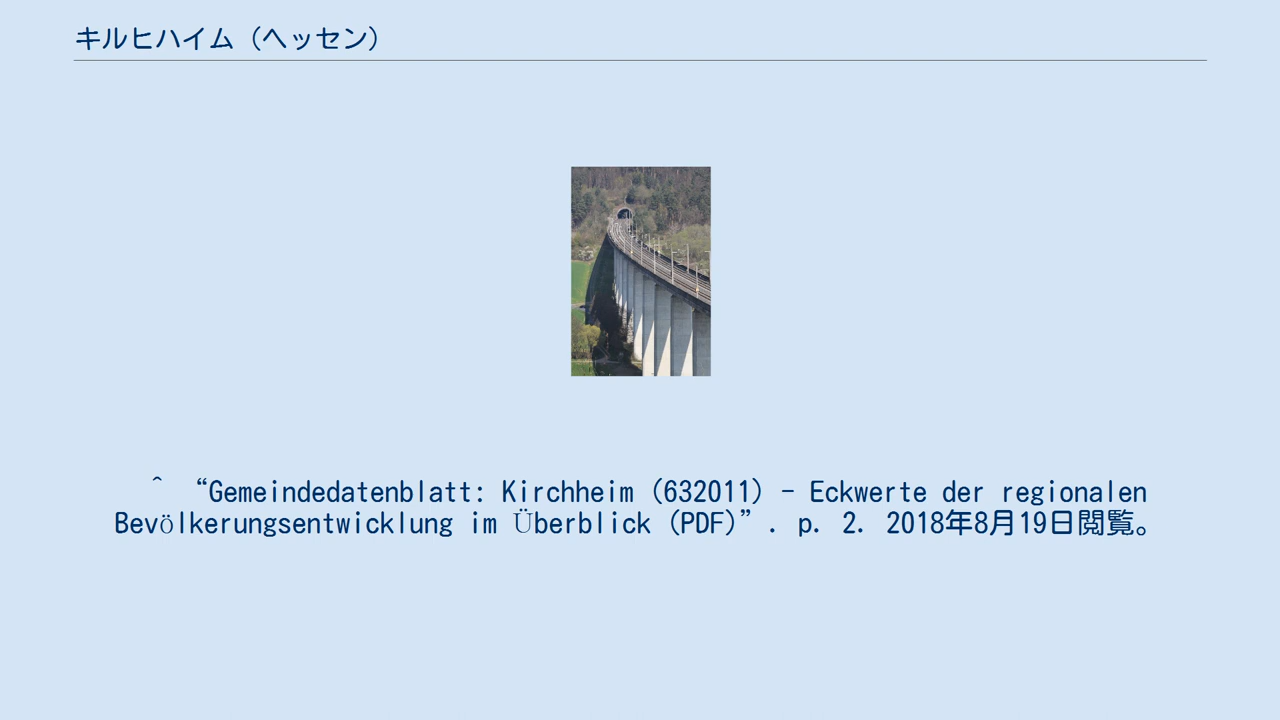 キルヒハイム（ヘッセン）
^ “Gemeindedatenblatt: Kirchheim (632011) - Eckwerte der regionalen
Bevölkerungsentwicklung im Überblick (PDF)”. p. 2. 2018年8月19日閲覧。